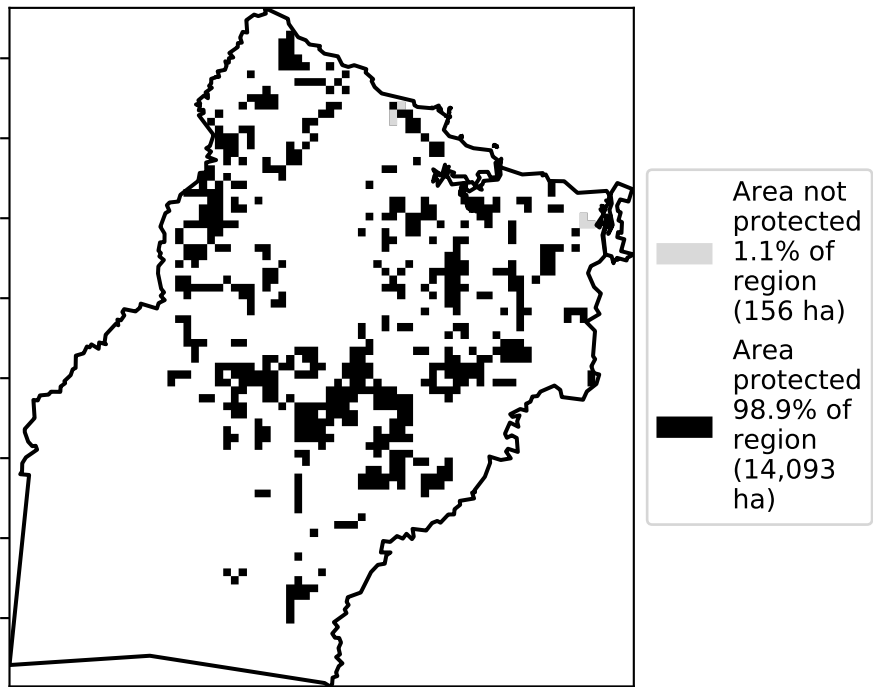 Area not
protected
1.1% of
region
(156 ha)
Area
protected
98.9% of
region
(14,093
ha)